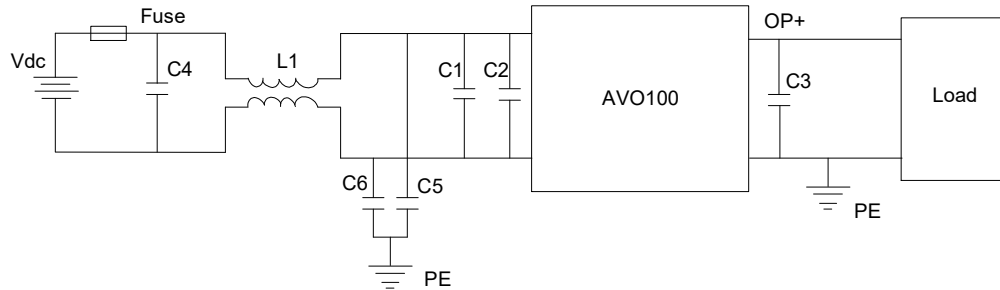 Fuse
OP+
Vdc
L1
C4
C1
C2
C3
AVO100
Load
C6
C5
PE
PE